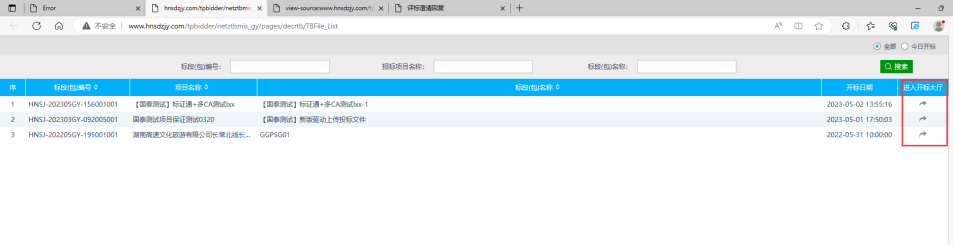 Error
hnsdzjy.com/tpbidder/netztbmis
view-source:www.hnsdzjy.com/tp
评标澄清回复
不安全 | www.hnsdzjy.com/tpbidder/netztbmis_gy/pages/decrtb/TBFile_List
全部 今日开标
标段(包)编号: 招标项目名称: 标段(包)名称: 搜索
序 标段(包)编号 项目名称 标段(包)名称 开标日期 进入开标大厅
1 HNSJ-202305GY-156001001 【国泰测试】标证通+多CA测试lxx 【国泰测试】标证通+多CA测试lxx-1 2023-05-02 13:55:16
2 HNSJ-202303GY-092005001 国泰测试项目保证测试0320 【国泰测试】新版驱动上传投标文件 2023-05-01 17:50:03
3 HNSJ-202205GY-195001001 湖南高速文化旅游有限公司长常北线长... GGPSG01 2022-05-31 10:00:00